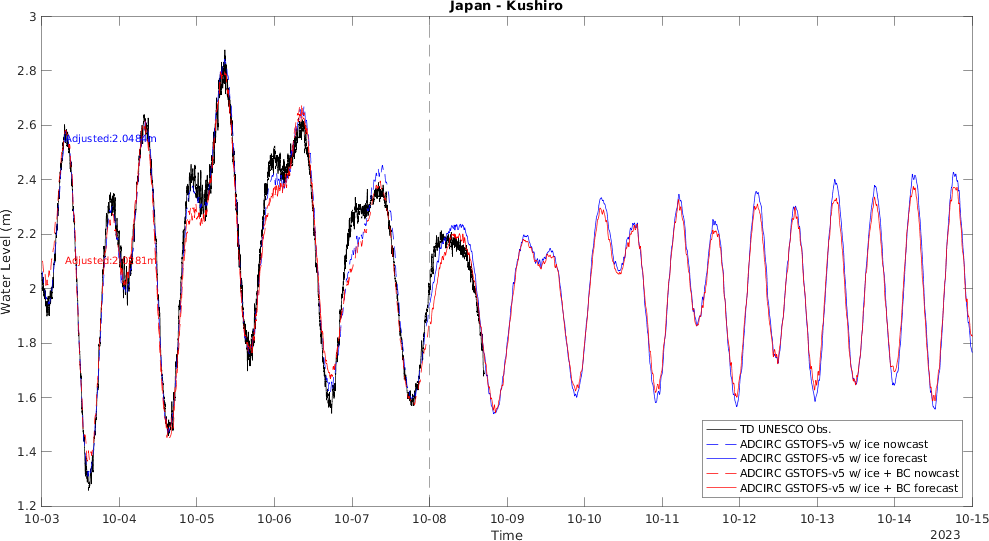 Japan - Kushiro
Water Level (m)
3
2.8
2.6
2.4
2.2
2
1.8
1.6
1.4
1.2
Adjusted:2.0484m
TD UNESCO Obs.
ADCIRC GSTOFS-v5 w/ ice nowcast
ADCIRC GSTOFS-v5 w/ ice forecast
ADCIRC GSTOFS-v5 w/ ice + BC nowcast
ADCIRC GSTOFS-v5 w/ ice + BC forecast
10-03 10-04 10-05 10-06 10-07 10-08 10-09 10-10 10-11 10-12 10-13 10-14 10-15
Time
2023